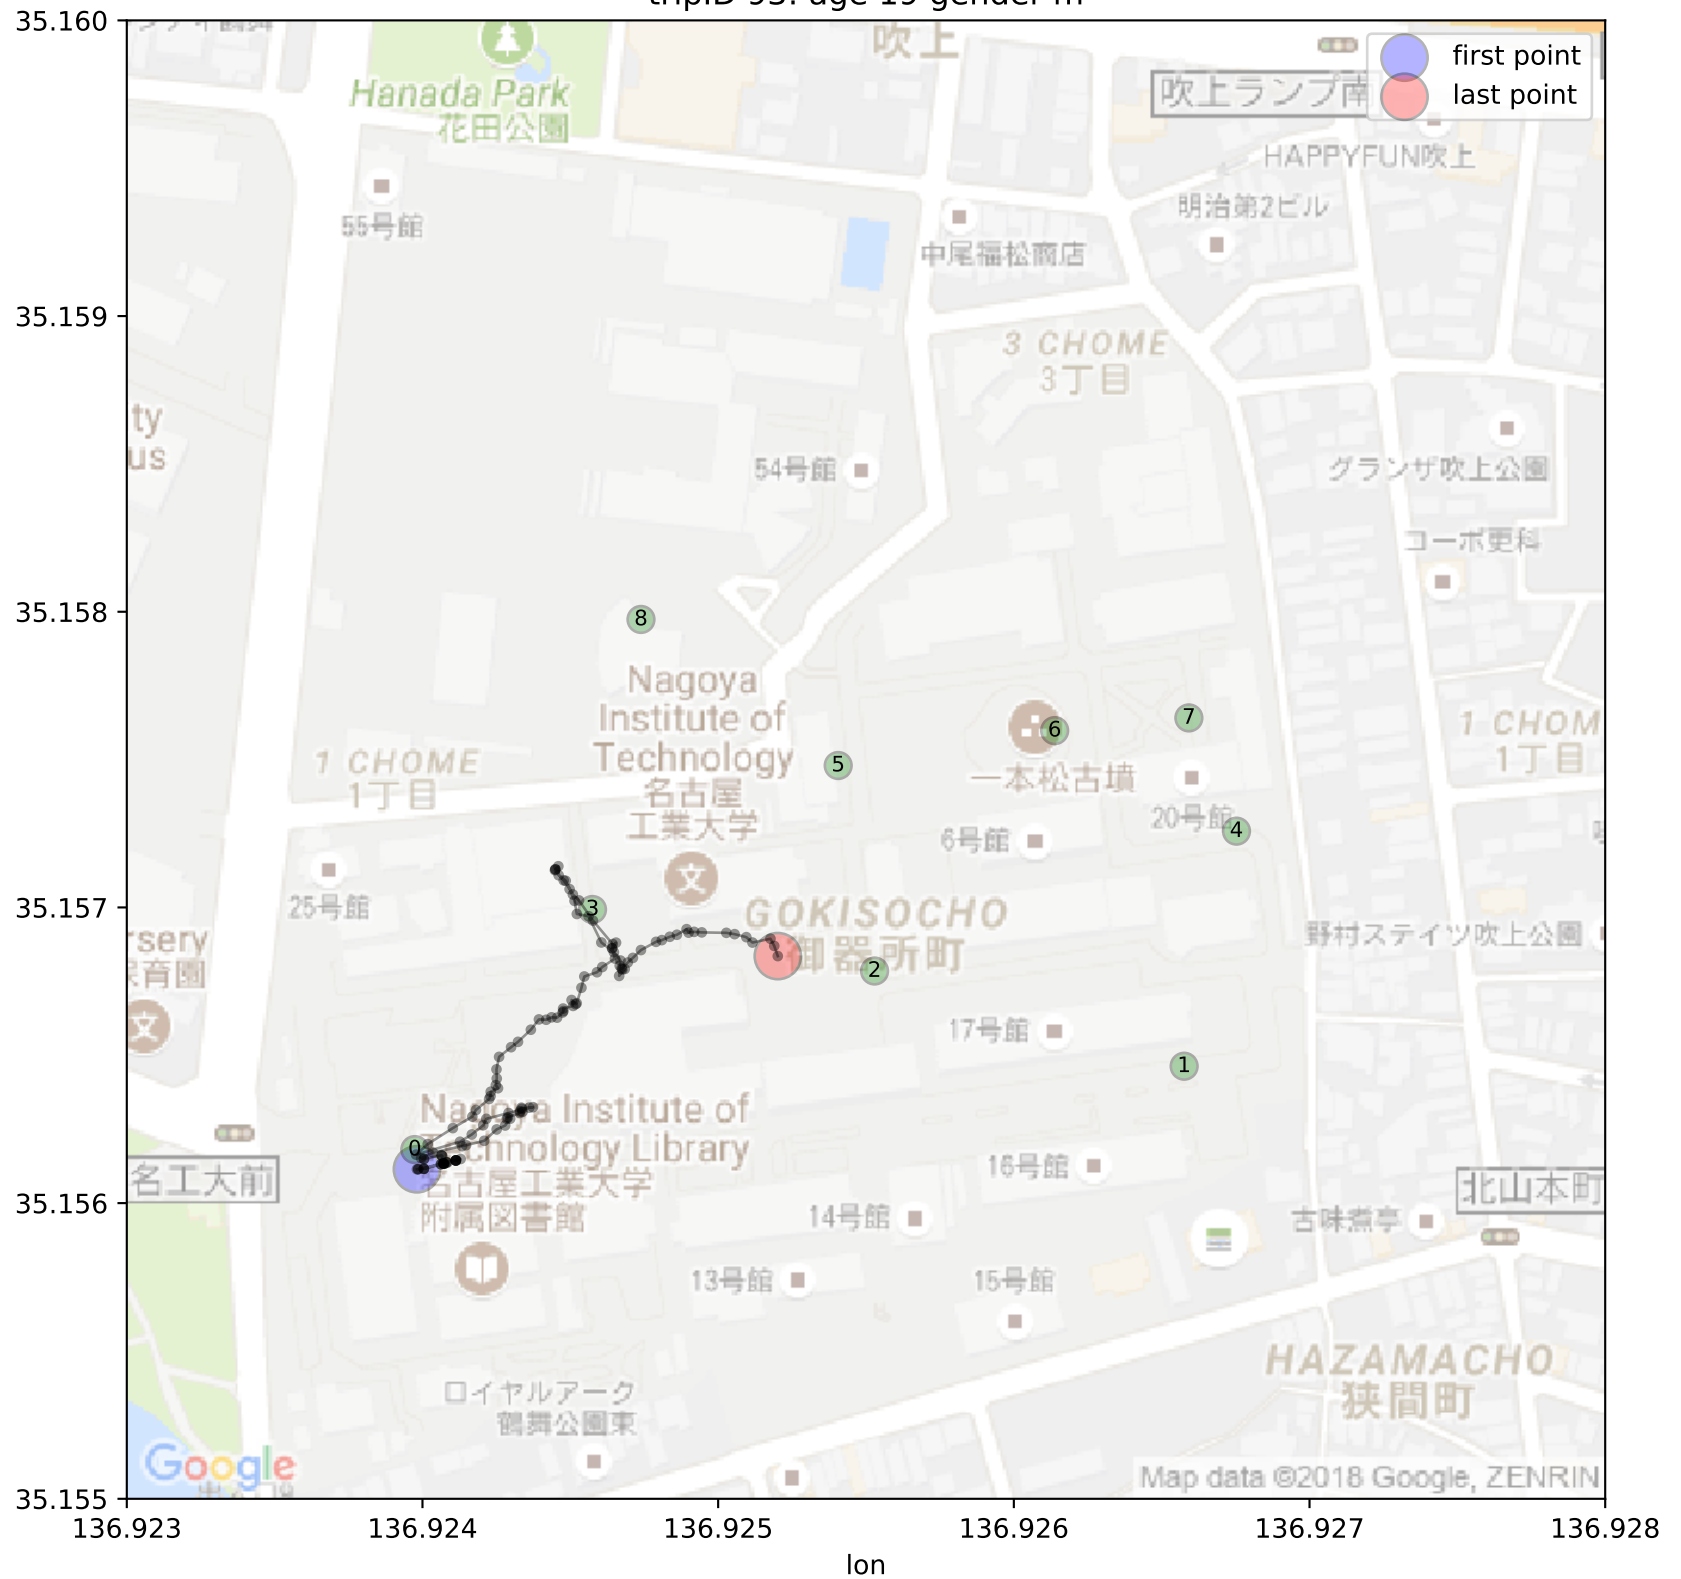 35.160
吹上
first point
last point
Hanada Park
花田公園
吹上ランプ南
HAPPYFUN吹上
55号館
明治第2ビル
中尾福松商店
35.159
3 CHOME
3丁目
ty
us
54号館
グランザ吹上公園
コーポ更科
35.158
8
Nagoya
Institute of
Technology
名古屋
工業大学
7
6
5
1 CHOME
1丁目
1 CHOM
1丁目
一本松古墳
20号館
4
6号館
25号館
35.157
3
GOKISOCHO
御器所町
rsery
保育園
野村ステイツ吹上公園
2
17号館
1
Nagoya Institute of
Technology Library
名古屋工業大学
附属図書館
0
名工大前
16号館
北山本町
35.156
14号館
古味煮亭
13号館
15号館
HAZAMACHO
狭間町
ロイヤルアーク
鶴舞公園東
Google
Map data ©2018 Google, ZENRIN
35.155
136.923
136.924
136.925
136.926
136.927
136.928
lon